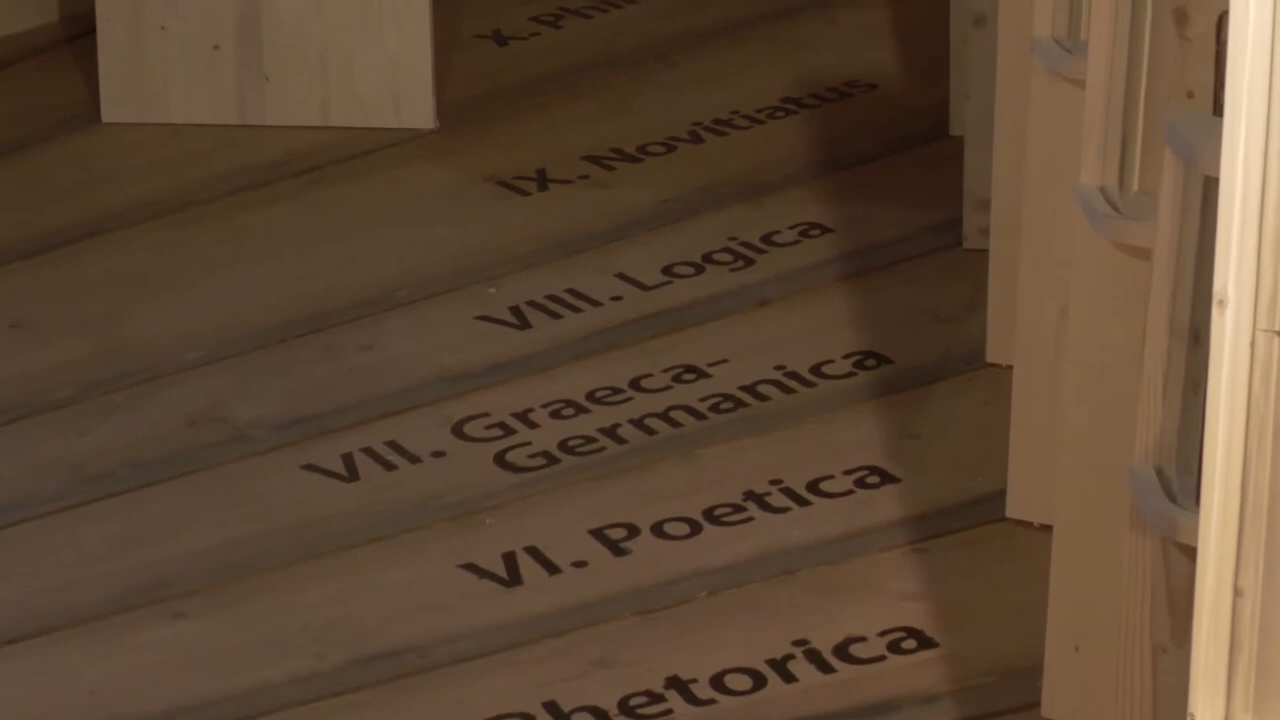 IX. Novitiatus
VIII. Logica
VII. Graeca-
Germanica
VI. Poetica